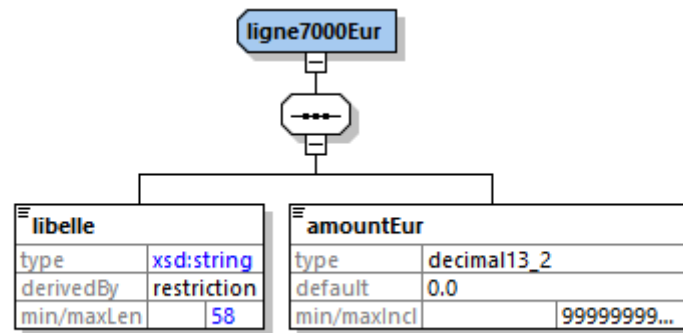 ligne7000Eur
libelle
type xsd:string
derivedBy restriction
min/maxLen 58
amountEur
type decimal13_2
default 0.0
min/maxIncl 99999999...